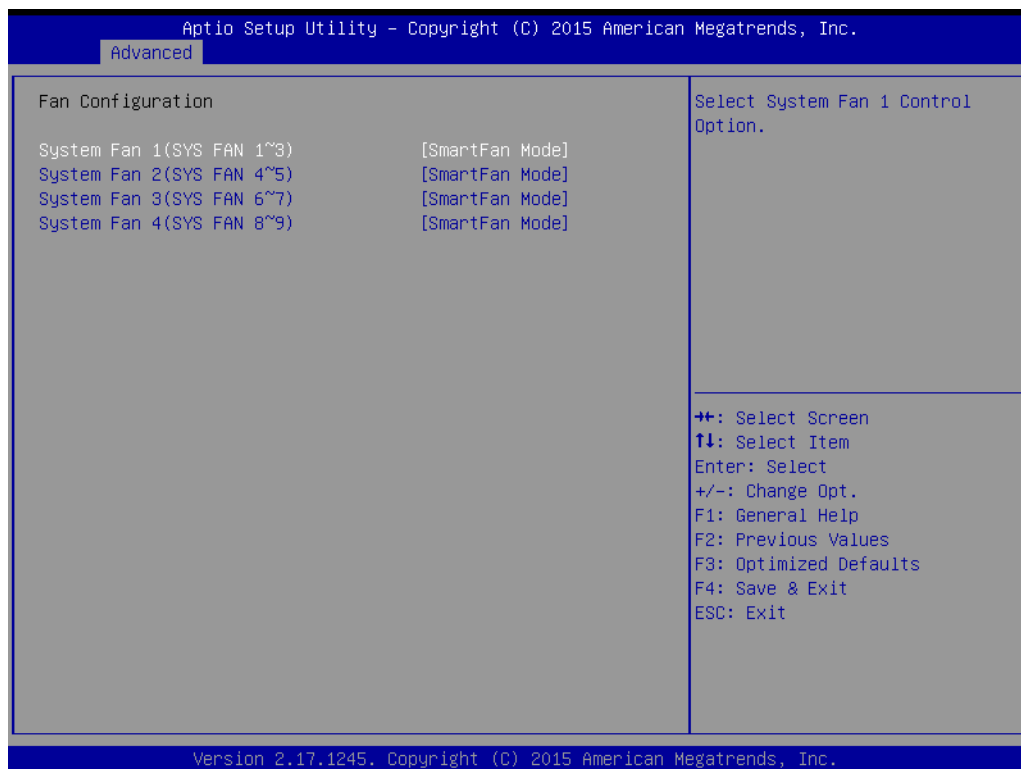 Aptio Setup Utility – Copyright (C) 2015 American Megatrends, Inc.
Advanced
Fan Configuration
System Fan 1(SYS FAN 1~3) [SmartFan Mode]
System Fan 2(SYS FAN 4~5) [SmartFan Mode]
System Fan 3(SYS FAN 6~7) [SmartFan Mode]
System Fan 4(SYS FAN 8~9) [SmartFan Mode]
Select System Fan 1 Control
Option.
→←: Select Screen
↑↓: Select Item
Enter: Select
+/-: Change Opt.
F1: General Help
F2: Previous Values
F3: Optimized Defaults
F4: Save & Exit
ESC: Exit
Version 2.17.1245. Copyright (C) 2015 American Megatrends, Inc.